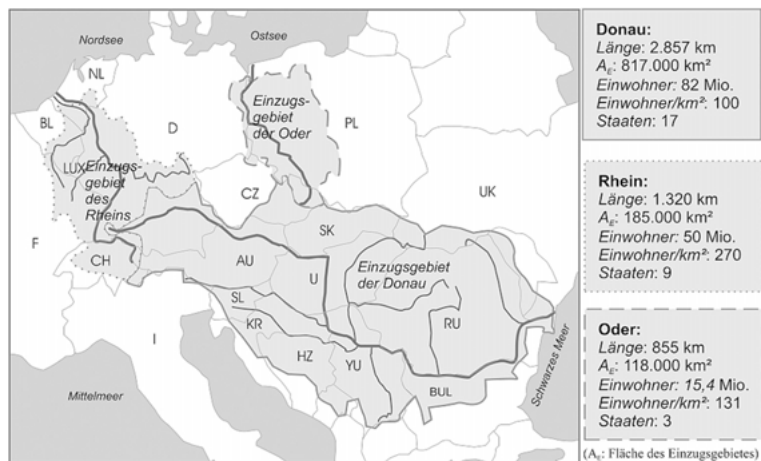 Nordsee
Ostsee
NL
BL
D
PL
Einzugs-
gebiet
der Oder
LUX
Einzugs-
gebiet
des
Rheins
CZ
UK
F
SK
CH
AU
U
Einzugsgebiet
der Donau
SL
KR
RU
I
HZ
YU
BUL
Mittelmeer
Schwarzes Meer
Donau:
Länge: 2.857 km
AE: 817.000 km²
Einwohner: 82 Mio.
Einwohner/km²: 100
Staaten: 17
Rhein:
Länge: 1.320 km
AE: 185.000 km²
Einwohner: 50 Mio.
Einwohner/km²: 270
Staaten: 9
Oder:
Länge: 855 km
AE: 118.000 km²
Einwohner: 15,4 Mio.
Einwohner/km²: 131
Staaten: 3
(AE: Fläche des Einzugsgebietes)